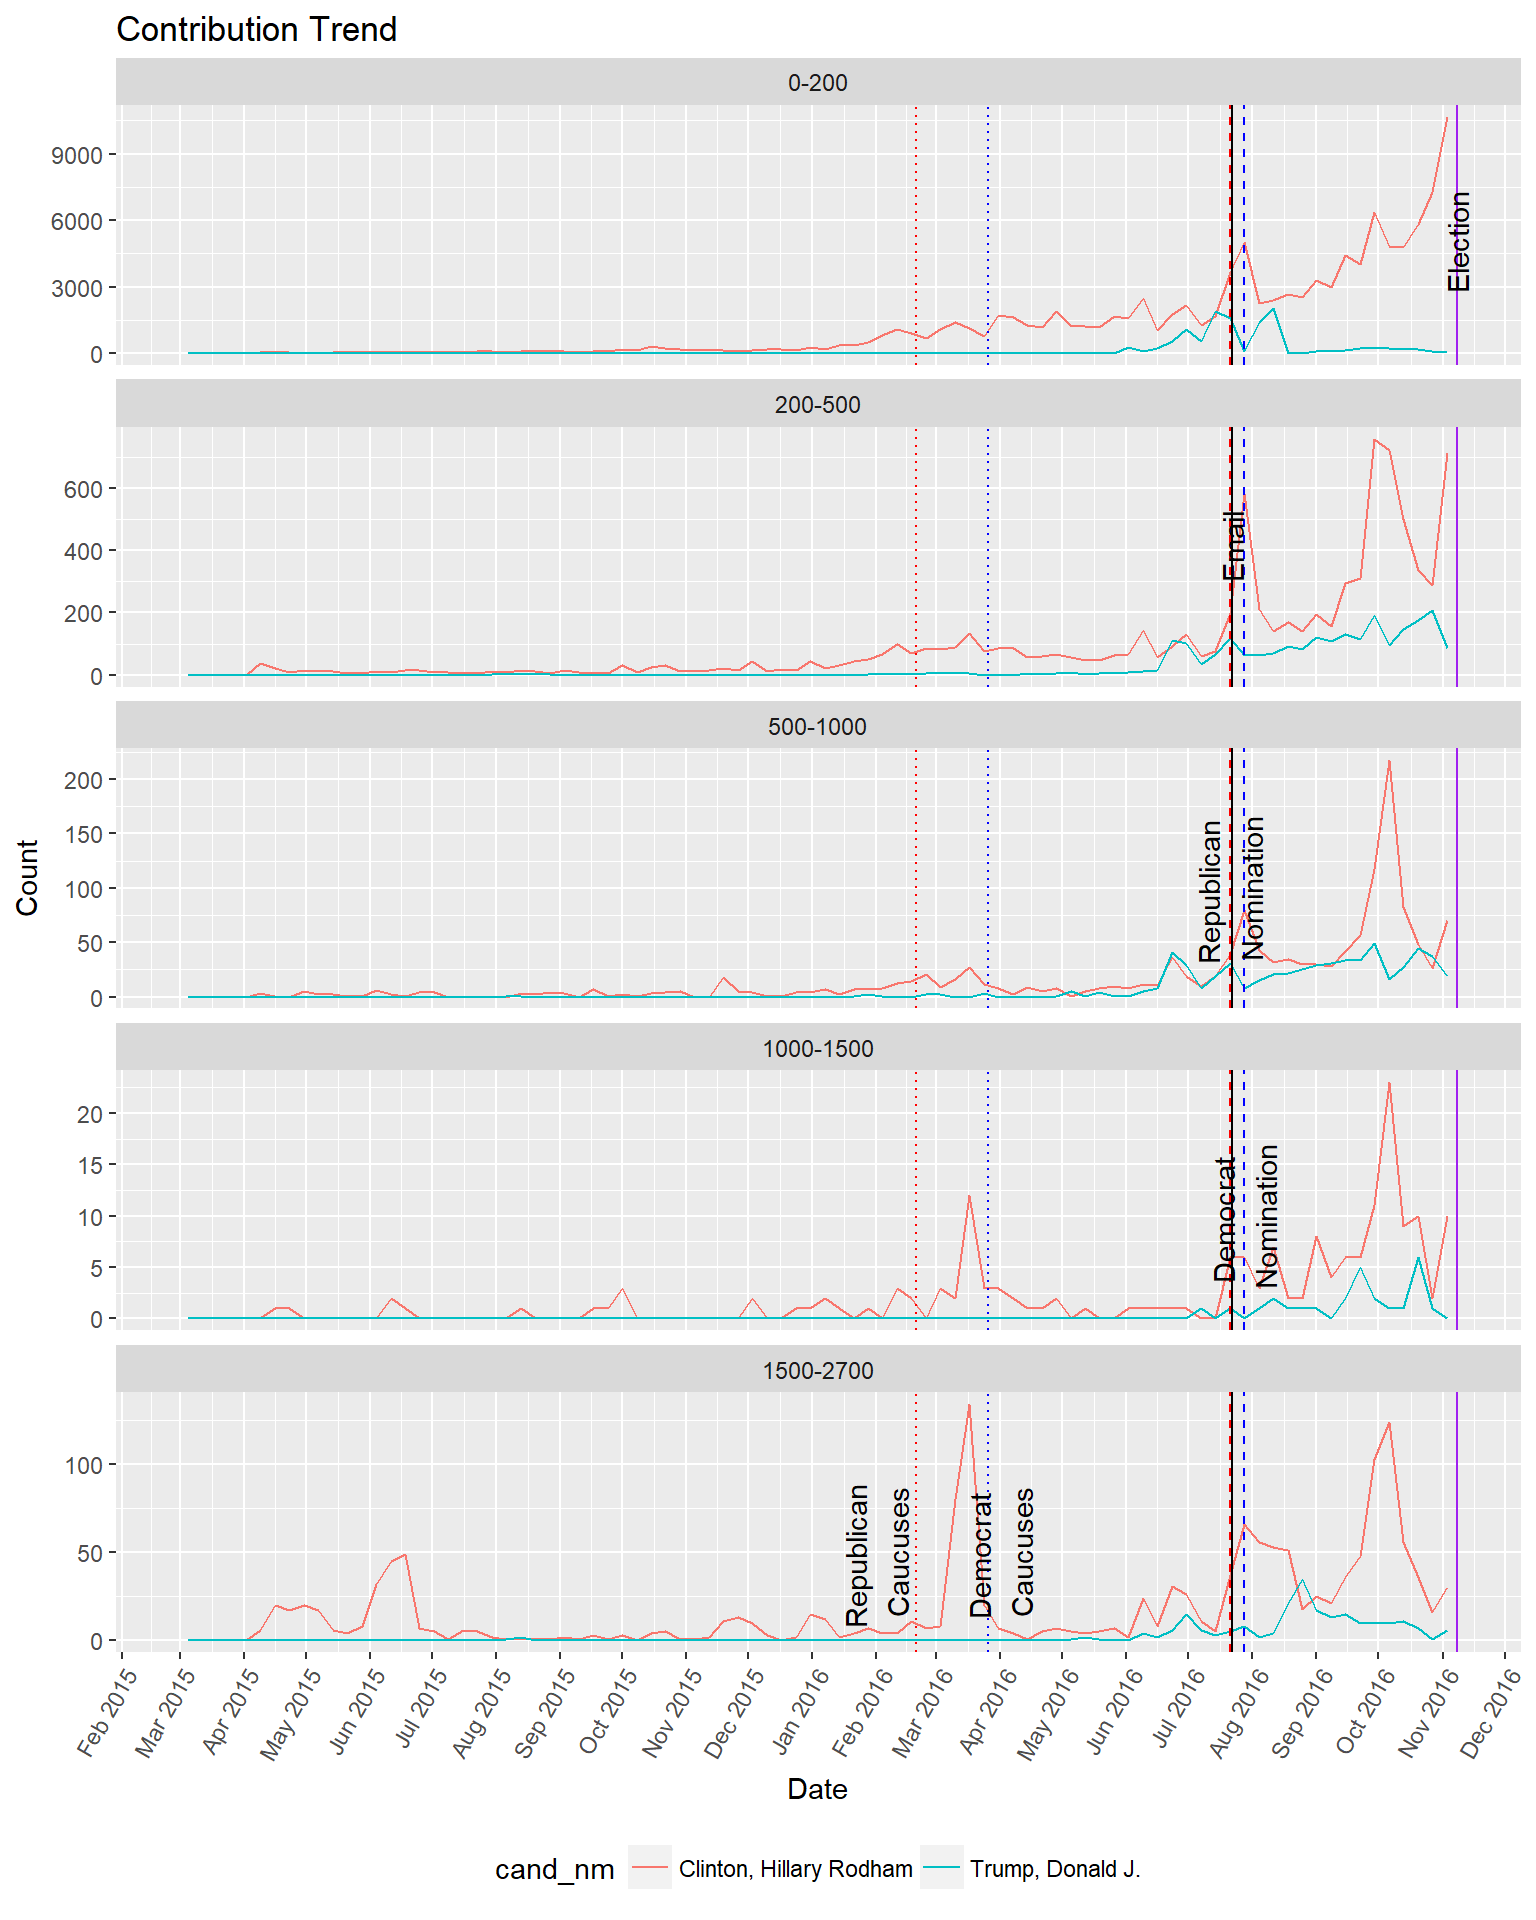 Contribution Trend
0-200
9000
6000
3000
0
Election
200-500
600
400
200
0
Email
500-1000
200
150
100
50
0
Republican
Nomination
Count
1000-1500
20
15
10
5
0
Democrat
Nomination
1500-2700
100
50
0
Republican
Caucuses
Democrat
Caucuses
Feb 2015
Mar 2015
Apr 2015
May 2015
Jun 2015
Jul 2015
Aug 2015
Sep 2015
Oct 2015
Nov 2015
Dec 2015
Jan 2016
Feb 2016
Mar 2016
Apr 2016
May 2016
Jun 2016
Jul 2016
Aug 2016
Sep 2016
Oct 2016
Nov 2016
Dec 2016
Date
cand_nm Clinton, Hillary Rodham Trump, Donald J.